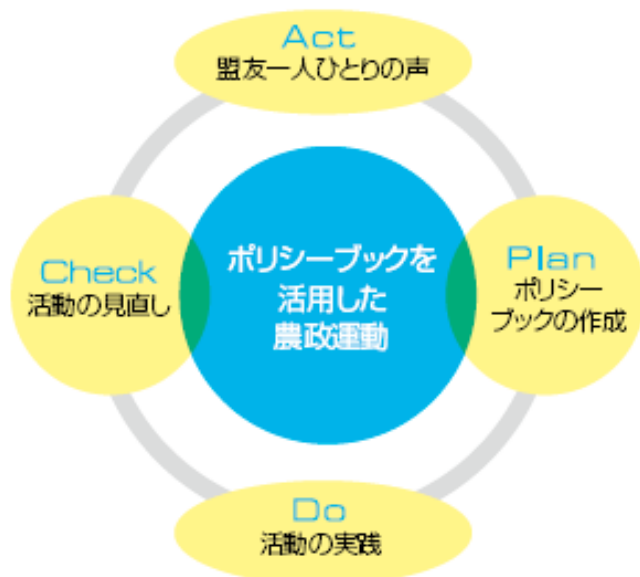 Act
盟友一人ひとりの声
Check
活動の見直し
ポリシーブックを
活用した
農政運動
Plan
ポリシー
ブックの作成
Do
活動の実践